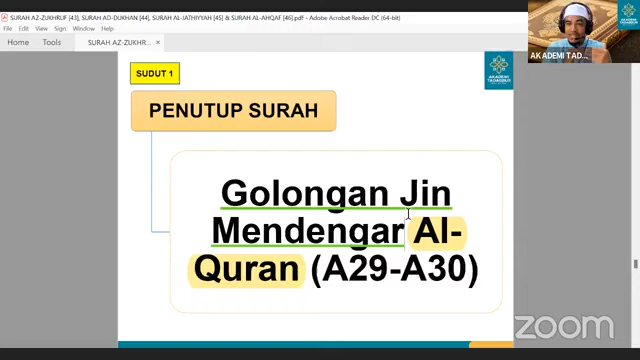 SURAH AZ-ZUKHRUF [43], SURAH AD-DUKHAN [44], SURAH AL-JATHIYYAH [45] & SURAH AL-AHQAF [46].pdf - Adobe Acrobat Reader DC (64-bit)
File Edit View Sign Window Help
Home Tools SURAH AZ-ZUKHR... ×
AKADEMI TAD...
SUDUT 1
AKADEMI
TADABBUR
PENUTUP SURAH
Golongan Jin
Mendengar Al-
Quran (A29-A30)
zoom